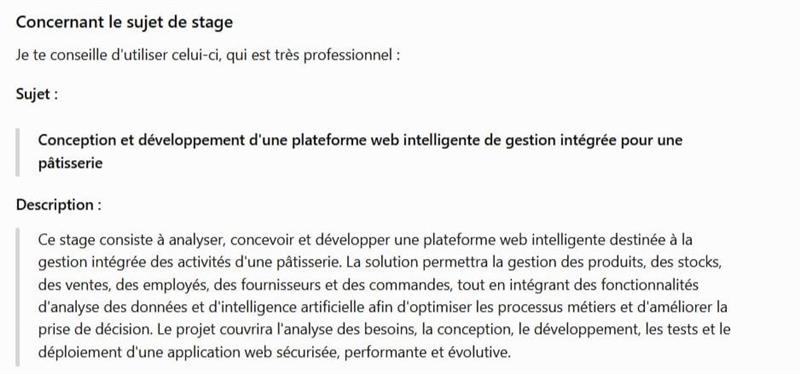 Concernant le sujet de stage
Je te conseille d'utiliser celui-ci, qui est très professionnel :
Sujet :
Conception et développement d'une plateforme web intelligente de gestion intégrée pour une
pâtisserie
Description :
Ce stage consiste à analyser, concevoir et développer une plateforme web intelligente destinée à la
gestion intégrée des activités d'une pâtisserie. La solution permettra la gestion des produits, des stocks,
des ventes, des employés, des fournisseurs et des commandes, tout en intégrant des fonctionnalités
d'analyse des données et d'intelligence artificielle afin d'optimiser les processus métiers et d'améliorer la
prise de décision. Le projet couvrira l'analyse des besoins, la conception, le développement, les tests et le
déploiement d'une application web sécurisée, performante et évolutive.